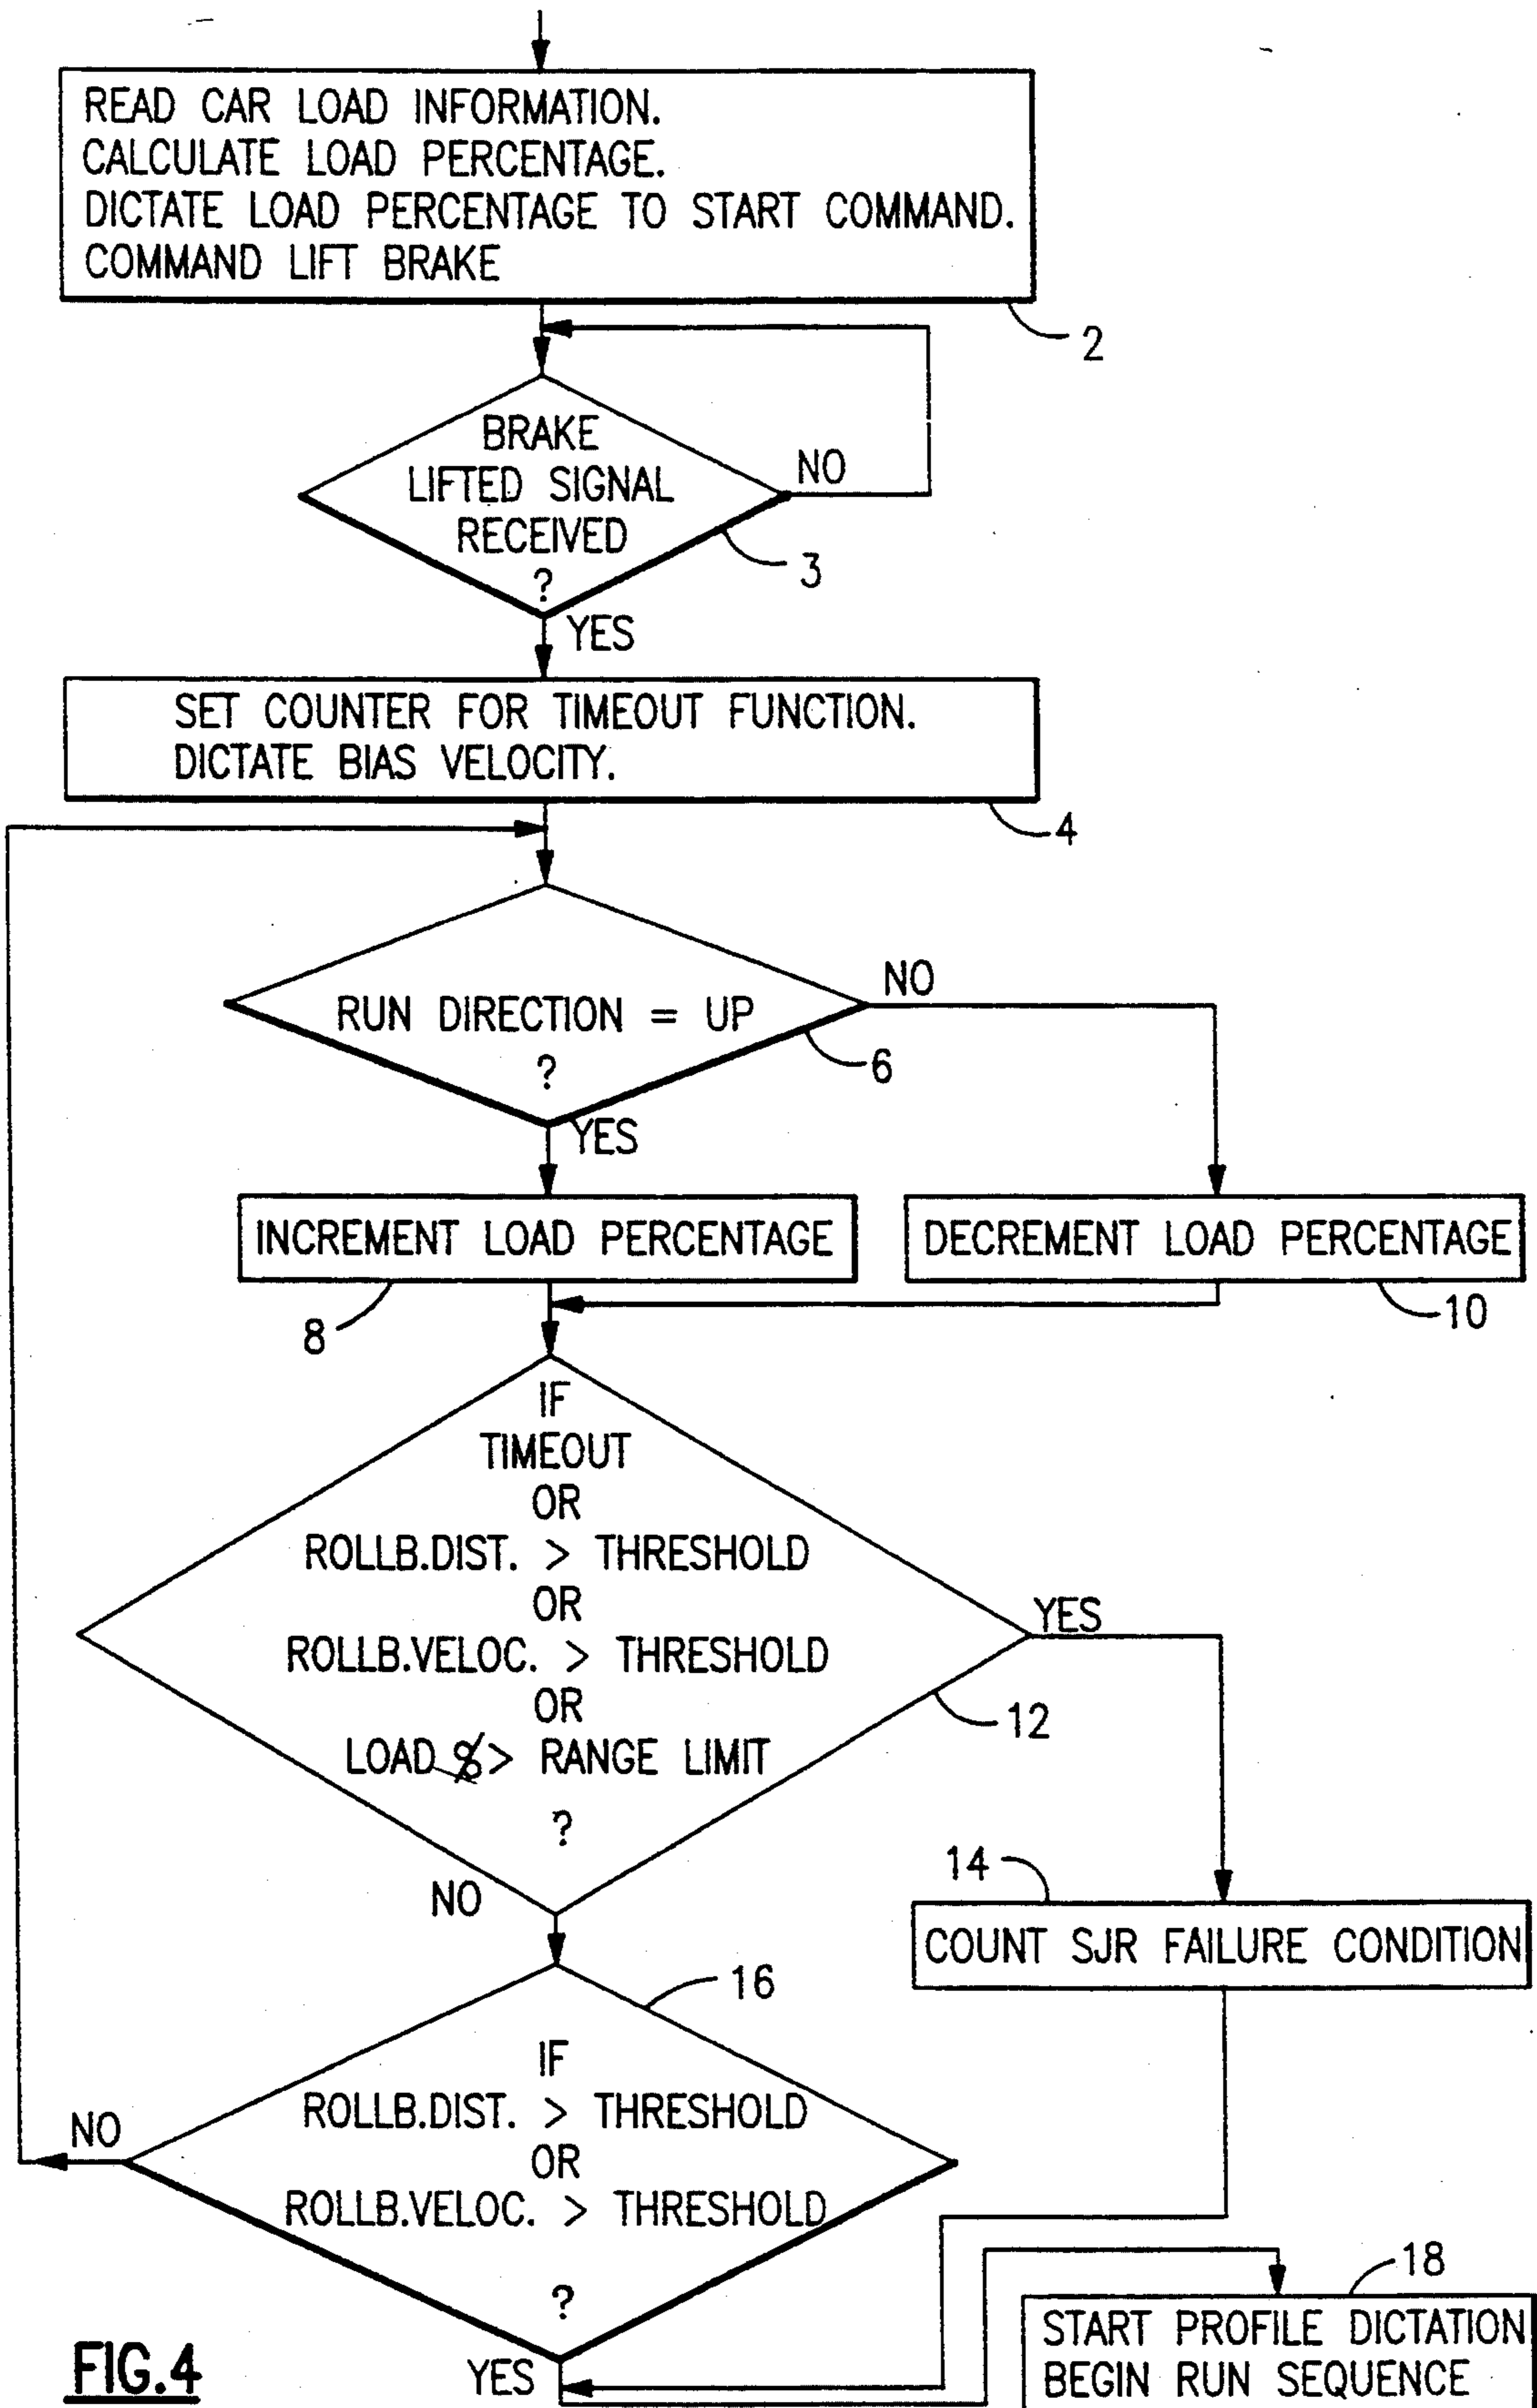 READ CAR LOAD INFORMATION.
CALCULATE LOAD PERCENTAGE.
DICTATE LOAD PERCENTAGE TO START COMMAND.
COMMAND LIFT BRAKE
2
BRAKE
LIFTED SIGNAL
RECEIVED
?
NO
3
YES
SET COUNTER FOR TIMEOUT FUNCTION.
DICTATE BIAS VELOCITY.
4
RUN DIRECTION = UP
?
NO
6
YES
INCREMENT LOAD PERCENTAGE
DECREMENT LOAD PERCENTAGE
8
10
IF
TIMEOUT
OR
ROLLB.DIST. > THRESHOLD
OR
ROLLB.VELOC. > THRESHOLD
OR
LOAD % > RANGE LIMIT
?
YES
12
NO
14
COUNT SJR FAILURE CONDITION
16
IF
ROLLB.DIST. > THRESHOLD
OR
ROLLB.VELOC. > THRESHOLD
?
NO
YES
18
START PROFILE DICTATION
BEGIN RUN SEQUENCE
FIG.4